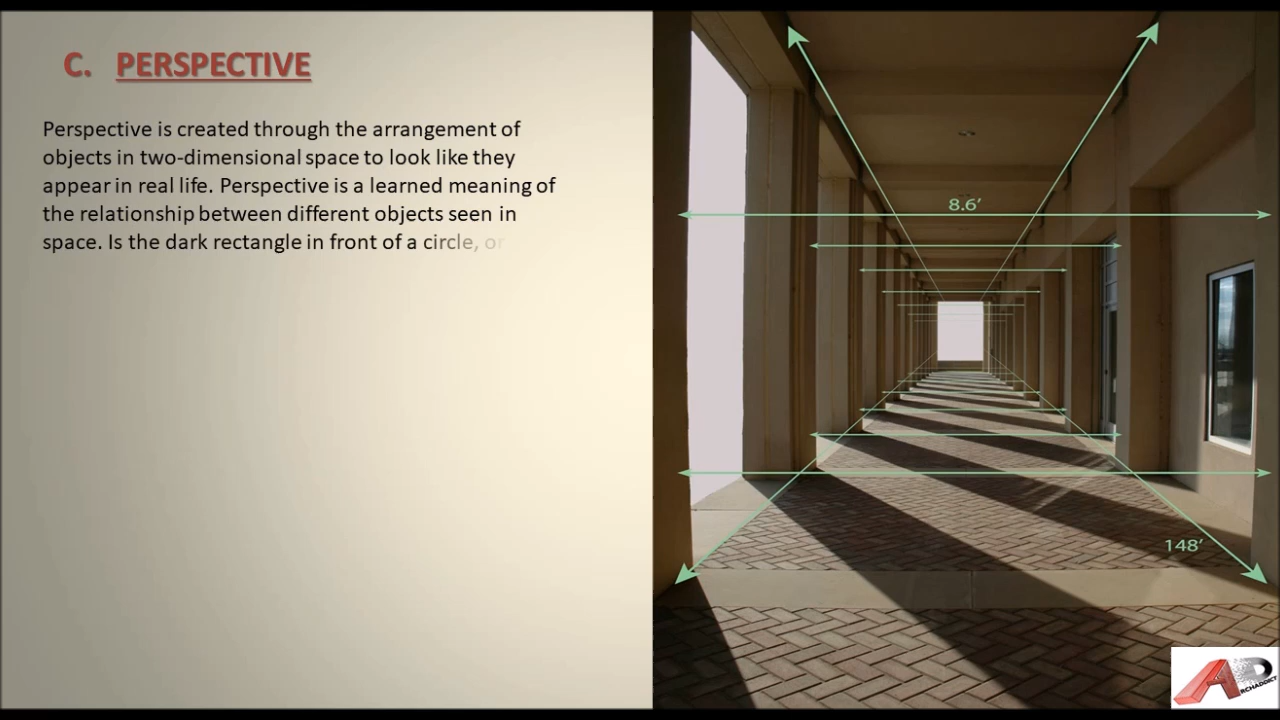 C. PERSPECTIVE
Perspective is created through the arrangement of
objects in two-dimensional space to look like they
appear in real life. Perspective is a learned meaning of
the relationship between different objects seen in
space. Is the dark rectangle in front of a circle, or
8.6′
148′
RCHADDICT